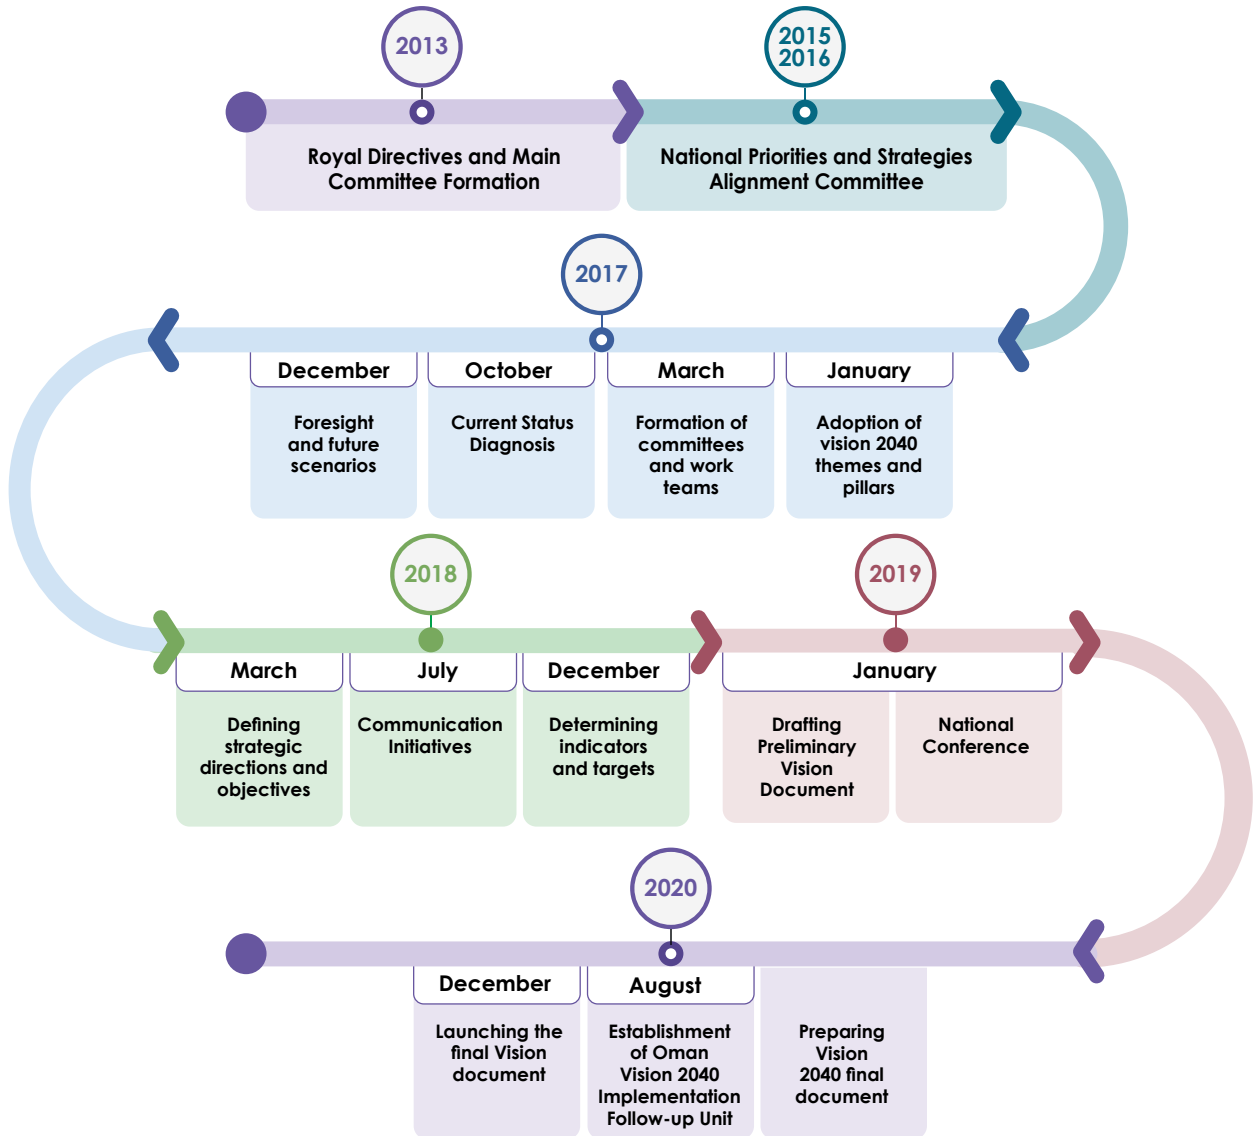 2013
Royal Directives and Main
Committee Formation
2015
2016
National Priorities and Strategies
Alignment Committee
2017
January
Adoption of
vision 2040
themes and
pillars
March
Formation of
committees
and work
teams
October
Current Status
Diagnosis
December
Foresight
and future
scenarios
2018
March
Defining
strategic
directions and
objectives
July
Communication
Initiatives
December
Determining
indicators
and targets
2019
January
Drafting
Preliminary
Vision
Document
National
Conference
2020
Preparing
Vision
2040 final
document
August
Establishment
of Oman
Vision 2040
Implementation
Follow-up Unit
December
Launching the
final Vision
document